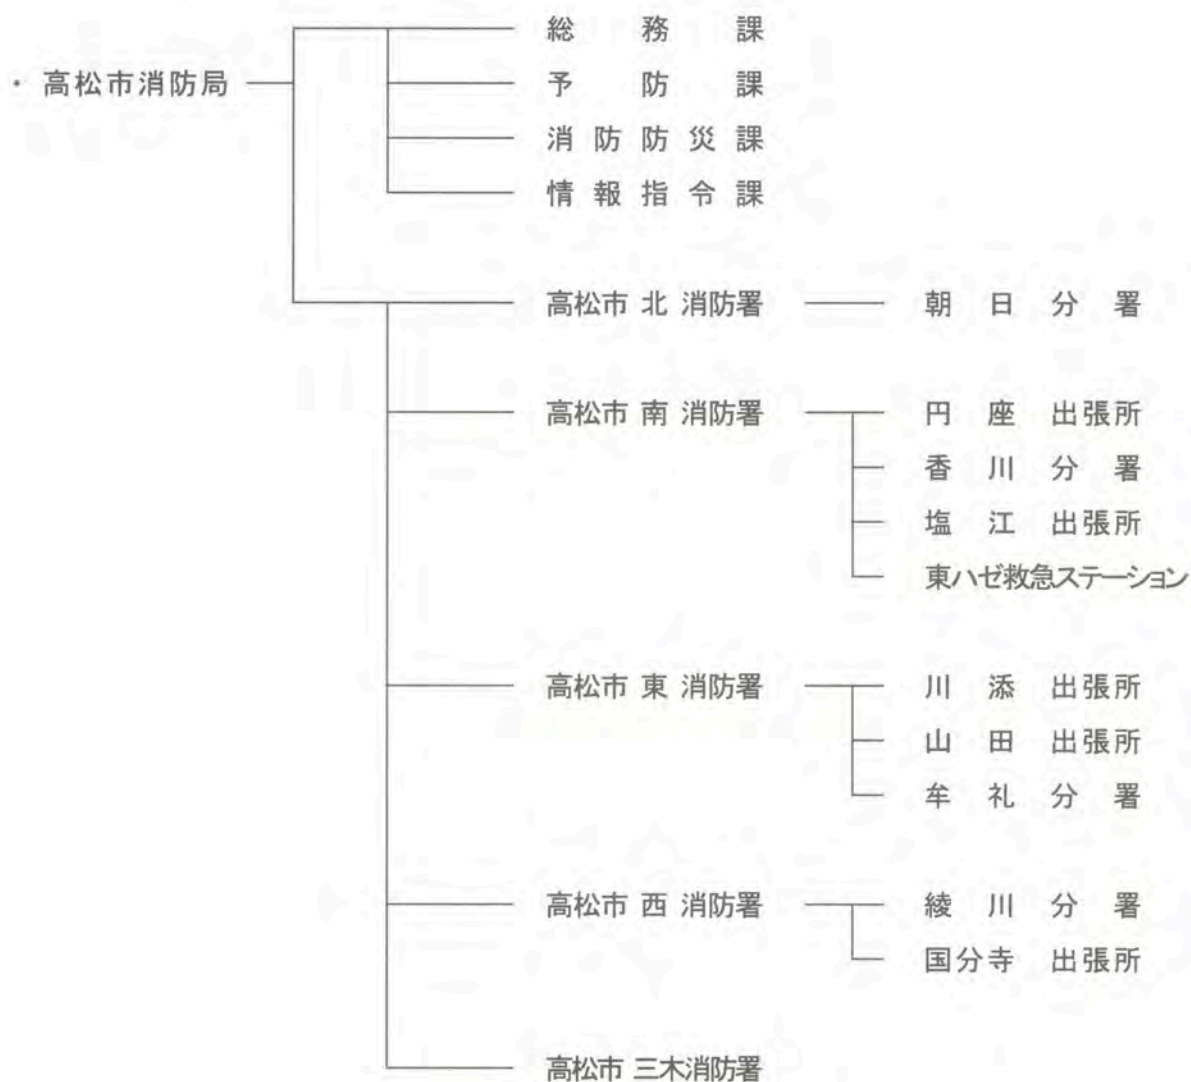 総務課
・高松市消防局 予防課
消防防災課
情報指令課
高松市 北 消防署 朝日分署
高松市 南 消防署 円座 出張所
香川分署
塩江 出張所
東ハゼ救急ステーション
高松市 東 消防署 川添 出張所
山田 出張所
牟礼分署
高松市 西 消防署 綾川分署
国分寺 出張所
高松市 三木消防署